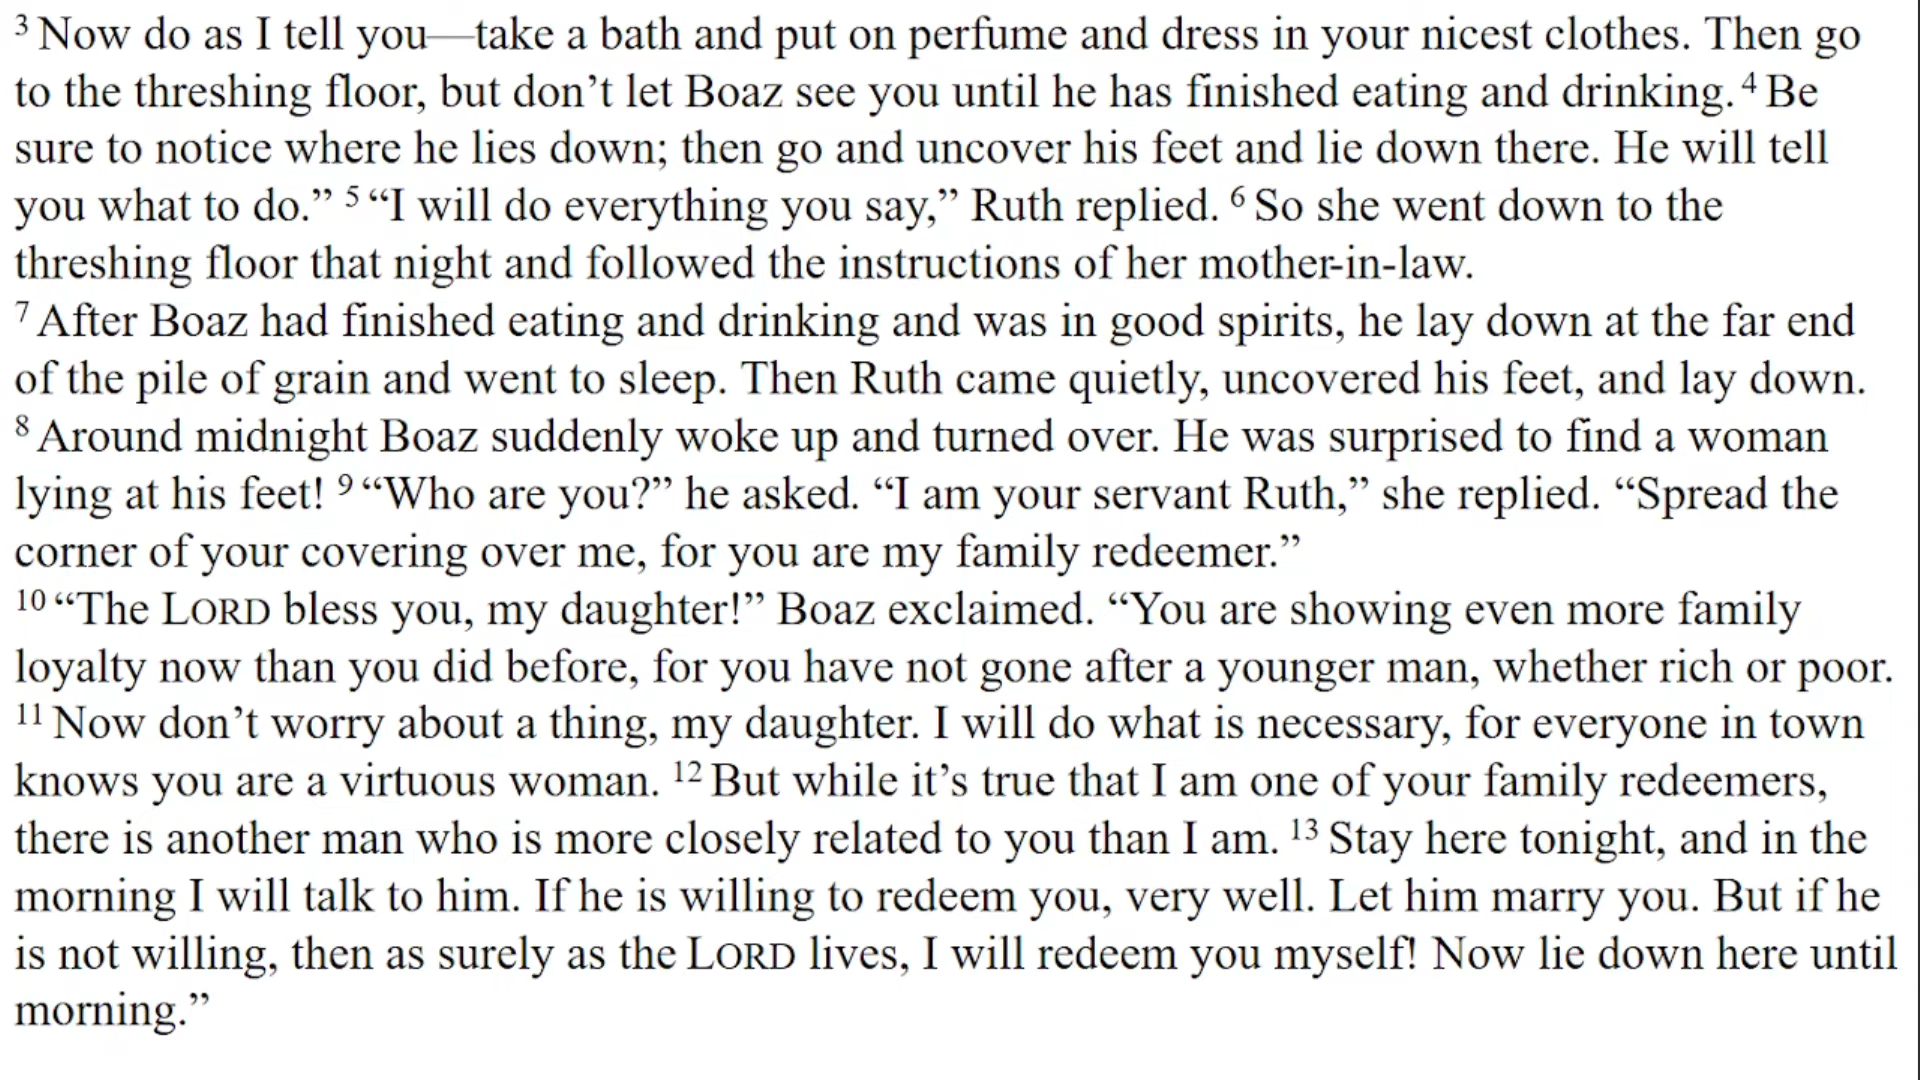 3 Now do as I tell you—take a bath and put on perfume and dress in your nicest clothes. Then go
to the threshing floor, but don’t let Boaz see you until he has finished eating and drinking. 4 Be
sure to notice where he lies down; then go and uncover his feet and lie down there. He will tell
you what to do.” 5 “I will do everything you say,” Ruth replied. 6 So she went down to the
threshing floor that night and followed the instructions of her mother-in-law.
7 After Boaz had finished eating and drinking and was in good spirits, he lay down at the far end
of the pile of grain and went to sleep. Then Ruth came quietly, uncovered his feet, and lay down.
8 Around midnight Boaz suddenly woke up and turned over. He was surprised to find a woman
lying at his feet! 9 “Who are you?” he asked. “I am your servant Ruth,” she replied. “Spread the
corner of your covering over me, for you are my family redeemer.”
10 “The LORD bless you, my daughter!” Boaz exclaimed. “You are showing even more family
loyalty now than you did before, for you have not gone after a younger man, whether rich or poor.
11 Now don’t worry about a thing, my daughter. I will do what is necessary, for everyone in town
knows you are a virtuous woman. 12 But while it’s true that I am one of your family redeemers,
there is another man who is more closely related to you than I am. 13 Stay here tonight, and in the
morning I will talk to him. If he is willing to redeem you, very well. Let him marry you. But if he
is not willing, then as surely as the LORD lives, I will redeem you myself! Now lie down here until
morning.”